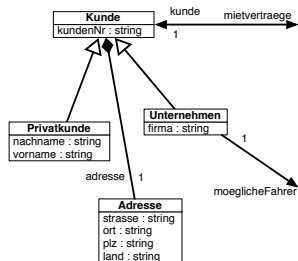 Kunde
kundenNr : string
kunde
mietvertraege
1
Privatkunde
nachname : string
vorname : string
Unternehmen
firma : string
1
adresse
1
moeglicheFahrer
Adresse
strasse : string
ort : string
plz : string
land : string